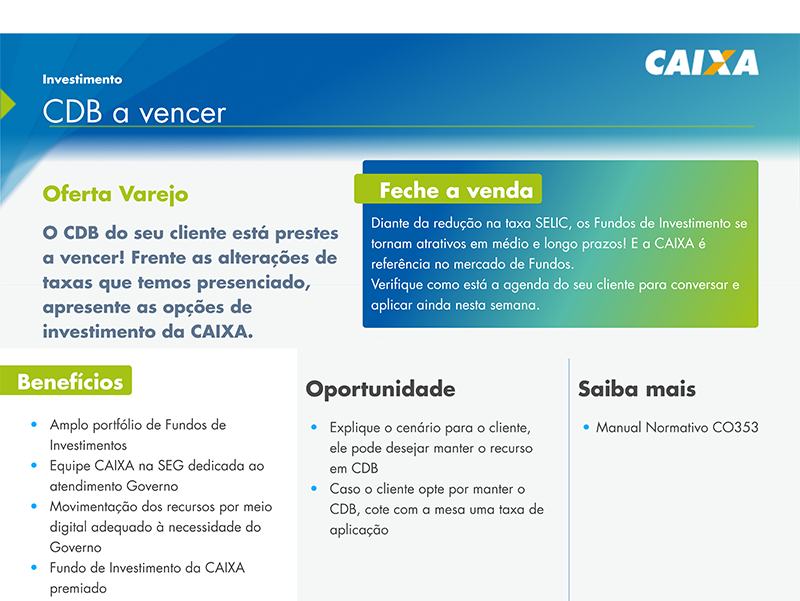 CAIXA
Investimento
CDB a vencer
Oferta Varejo
O CDB do seu cliente está prestes
a vencer! Frente as alterações de
taxas que temos presenciado,
apresente as opções de
investimento da CAIXA.
Feche a venda
Diante da redução na taxa SELIC, os Fundos de Investimento se
tornam atrativos em médio e longo prazos! E a CAIXA é
referência no mercado de Fundos.
Verifique como está a agenda do seu cliente para conversar e
aplicar ainda nesta semana.
Benefícios
• Amplo portfólio de Fundos de
Investimentos
• Equipe CAIXA na SEG dedicada ao
atendimento Governo
• Movimentação dos recursos por meio
digital adequado à necessidade do
Governo
• Fundo de Investimento da CAIXA
premiado
Oportunidade
• Explique o cenário para o cliente,
ele pode desejar manter o recurso
em CDB
• Caso o cliente opte por manter o
CDB, cote com a mesa uma taxa de
aplicação
Saiba mais
• Manual Normativo CO353